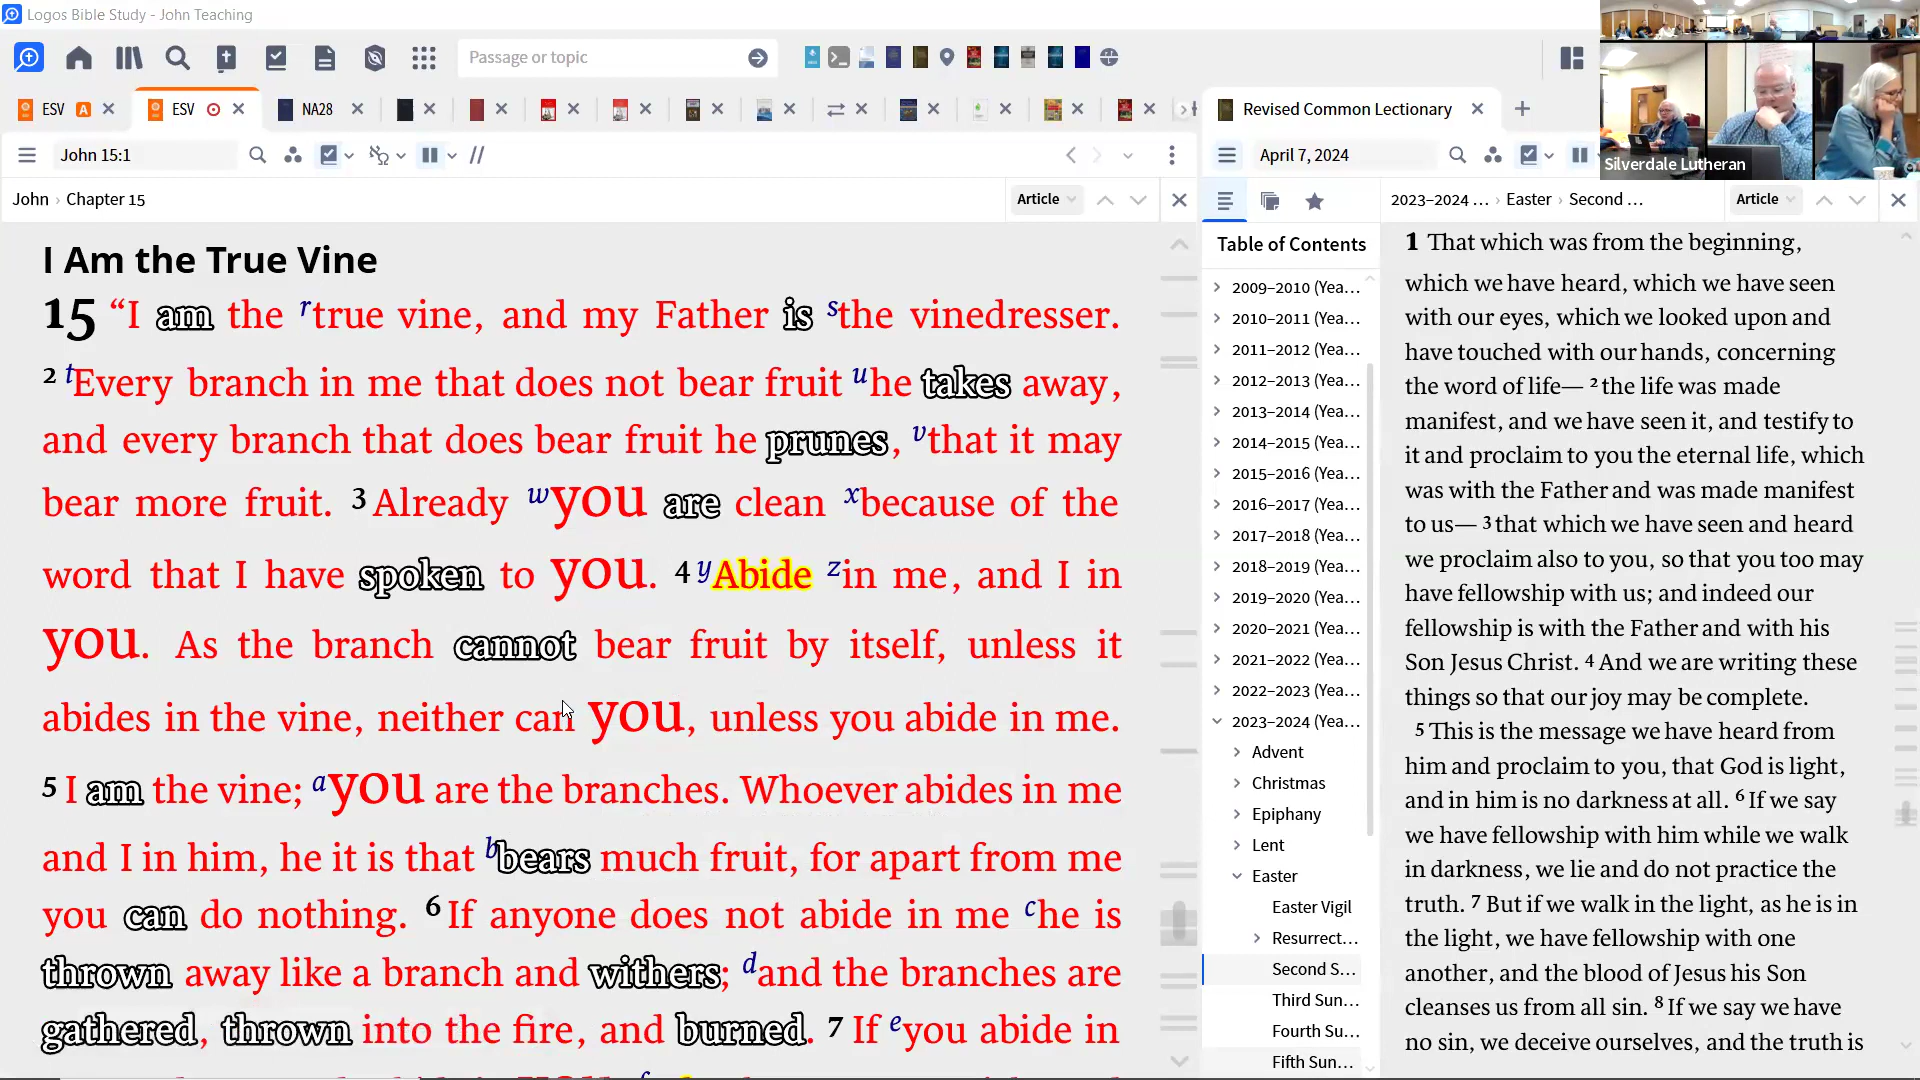 Logos Bible Study - John Teaching
Passage or topic
ESV A
ESV
NA28
Revised Common Lectionary
John 15:1
April 7, 2024
Silverdale Lutheran
John › Chapter 15
Article
2023–2024 ... › Easter › Second ...
Article
I Am the True Vine
15 “I am the r true vine, and my Father is s the vinedresser.
2 t Every branch in me that does not bear fruit u he takes away,
and every branch that does bear fruit he prunes, v that it may
bear more fruit. 3 Already w you are clean x because of the
word that I have spoken to you. 4 y Abide z in me, and I in
you. As the branch cannot bear fruit by itself, unless it
abides in the vine, neither can you, unless you abide in me.
5 I am the vine; a you are the branches. Whoever abides in me
and I in him, he it is that b bears much fruit, for apart from me
you can do nothing. 6 If anyone does not abide in me c he is
thrown away like a branch and withers; d and the branches are
gathered, thrown into the fire, and burned. 7 If e you abide in
Table of Contents
2009–2010 (Yea...
2010–2011 (Yea...
2011–2012 (Yea...
2012–2013 (Yea...
2013–2014 (Yea...
2014–2015 (Yea...
2015–2016 (Yea...
2016–2017 (Yea...
2017–2018 (Yea...
2018–2019 (Yea...
2019–2020 (Yea...
2020–2021 (Yea...
2021–2022 (Yea...
2022–2023 (Yea...
2023–2024 (Yea...
Advent
Christmas
Epiphany
Lent
Easter
Easter Vigil
Resurrect...
Second S...
Third Sun...
Fourth Su...
Fifth Sun...
1 That which was from the beginning,
which we have heard, which we have seen
with our eyes, which we looked upon and
have touched with our hands, concerning
the word of life— 2 the life was made
manifest, and we have seen it, and testify to
it and proclaim to you the eternal life, which
was with the Father and was made manifest
to us— 3 that which we have seen and heard
we proclaim also to you, so that you too may
have fellowship with us; and indeed our
fellowship is with the Father and with his
Son Jesus Christ. 4 And we are writing these
things so that our joy may be complete.
5 This is the message we have heard from
him and proclaim to you, that God is light,
and in him is no darkness at all. 6 If we say
we have fellowship with him while we walk
in darkness, we lie and do not practice the
truth. 7 But if we walk in the light, as he is in
the light, we have fellowship with one
another, and the blood of Jesus his Son
cleanses us from all sin. 8 If we say we have
no sin, we deceive ourselves, and the truth is